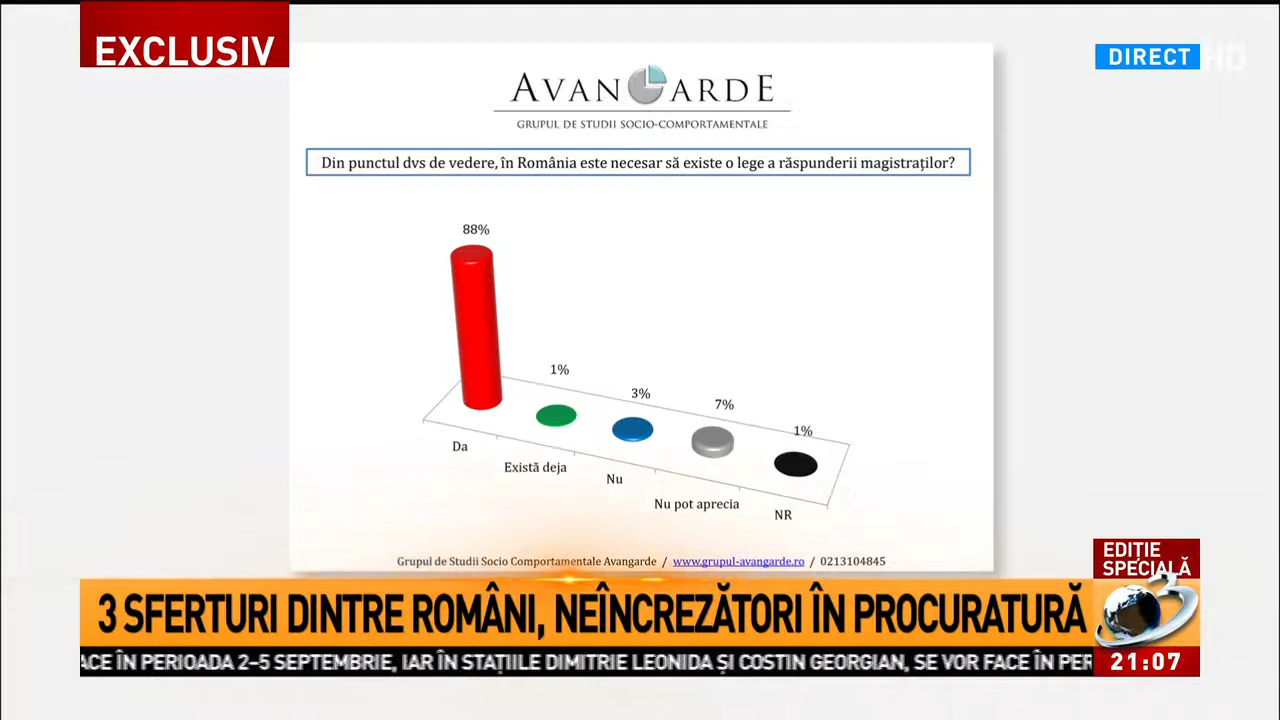 EXCLUSIV
DIRECT HD
AVANGARDE
GRUPUL DE STUDII SOCIO-COMPORTAMENTALE
Din punctul dvs de vedere, în România este necesar să existe o lege a răspunderii magistraților?
88%
1%
3%
7%
1%
Da
Există deja
Nu
Nu pot aprecia
NR
Grupul de Studii Socio Comportamentale Avangarde / www.grupul-avangarde.ro / 0213104845
EDIȚIE
SPECIALĂ
3 SFERTURI DINTRE ROMÂNI, NEÎNCREZĂTORI ÎN PROCURATURĂ
ACE ÎN PERIOADA 2-5 SEPTEMBRIE, IAR ÎN STAȚIILE DIMITRIE LEONIDA ȘI COSTIN GEORGIAN, SE VOR FACE ÎN PER
21:07